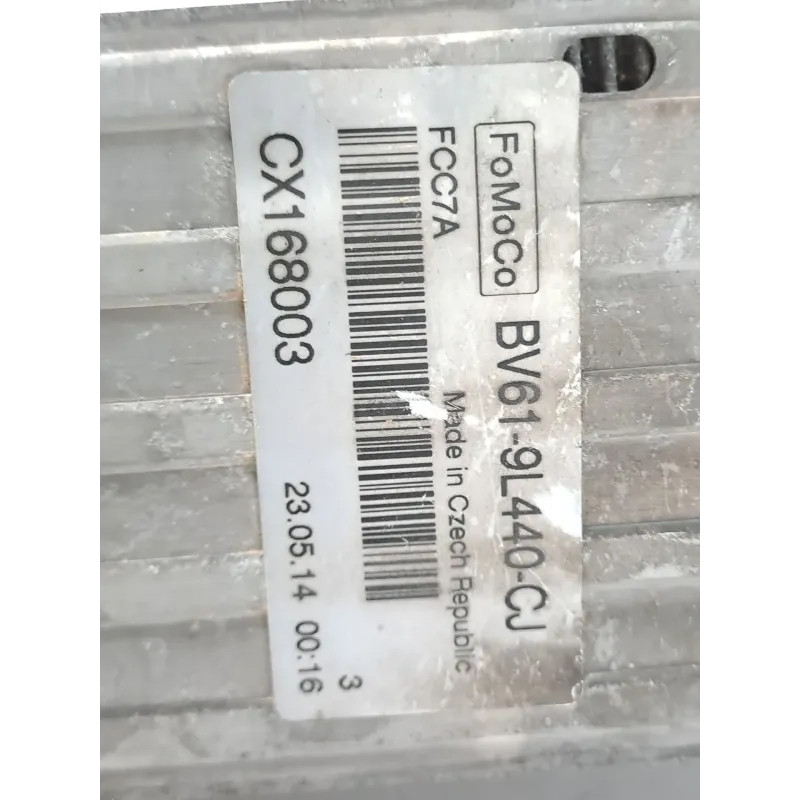 FoMoCo BV61-9L440-CJ
FCC7A Made in Czech Republic
3
CX168003 23.05.14 00:16